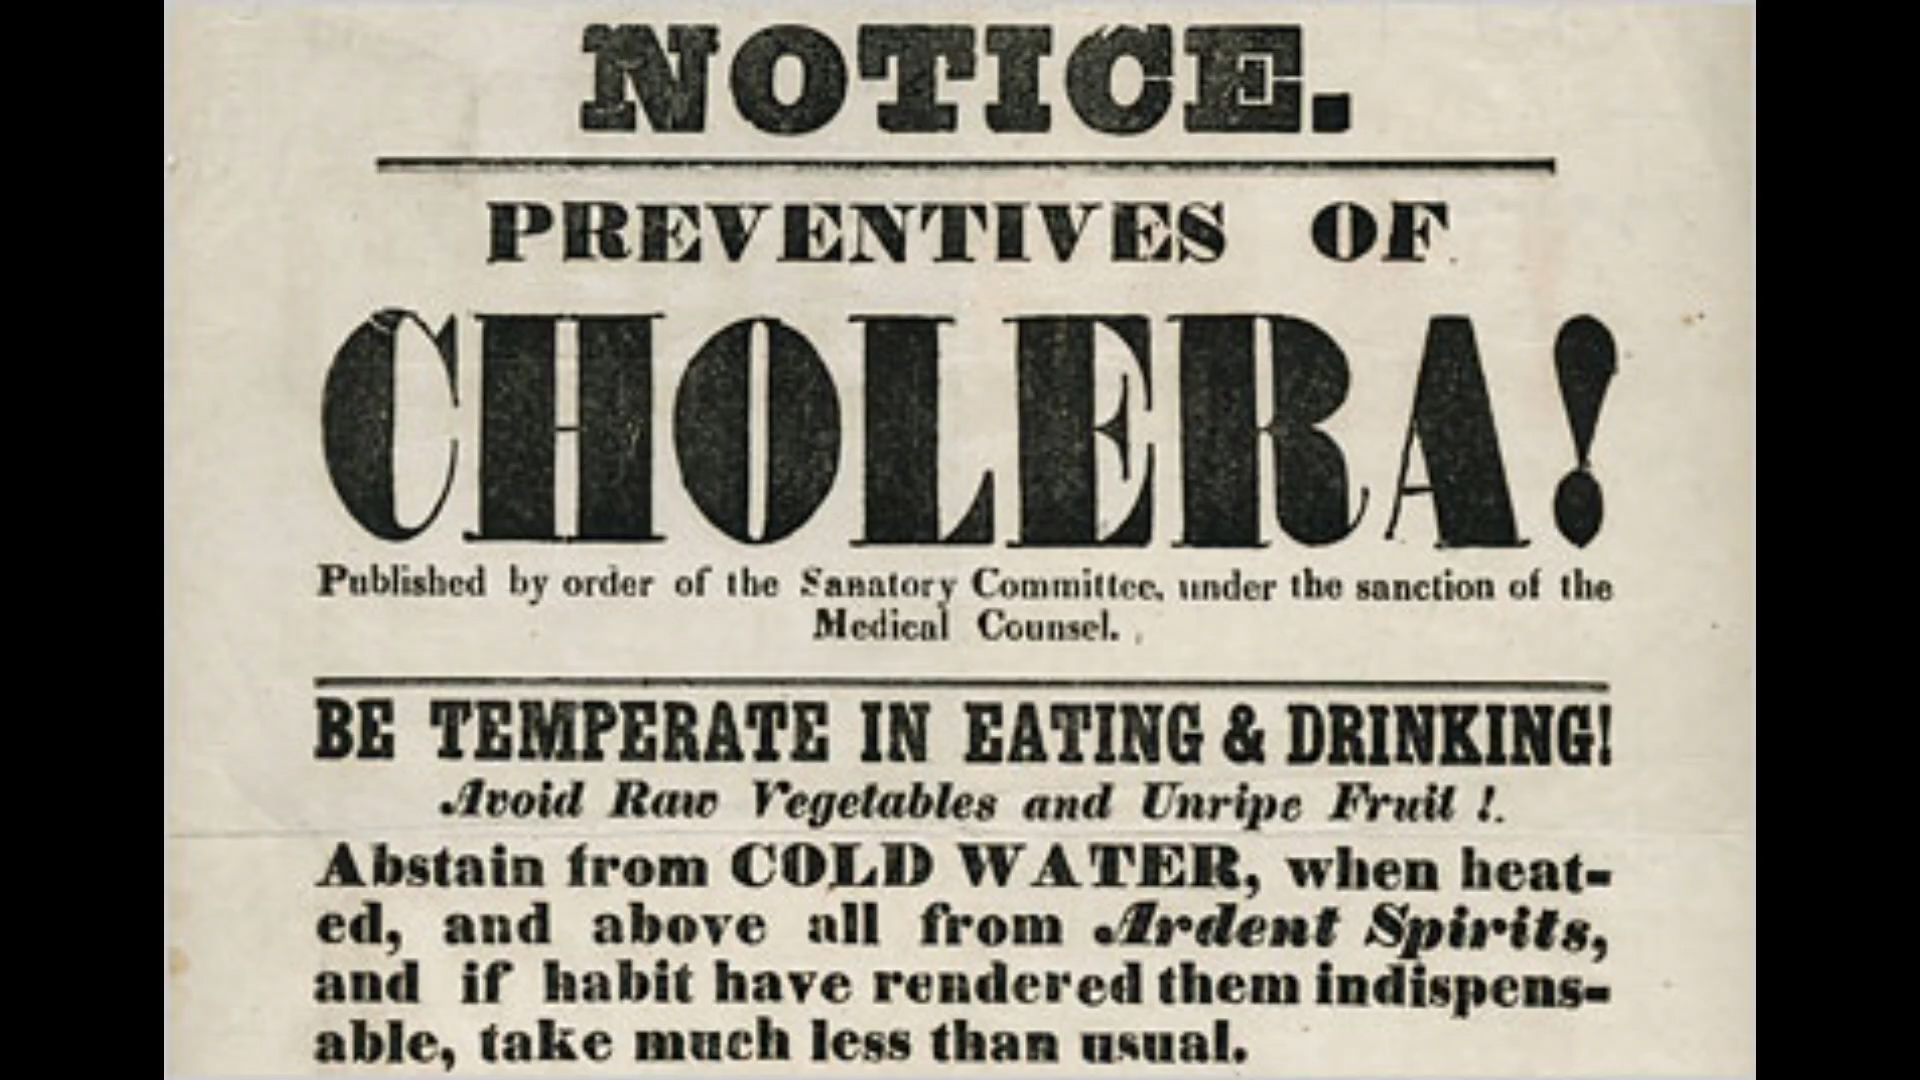 NOTICE.
PREVENTIVES OF
CHOLERA!
Published by order of the Sanatory Committee, under the sanction of the
Medical Counsel.
BE TEMPERATE IN EATING & DRINKING!
Avoid Raw Vegetables and Unripe Fruit !.
Abstain from COLD WATER, when heat-
ed, and above all from Ardent Spirits,
and if habit have rendered them indispens-
able, take much less than usual.